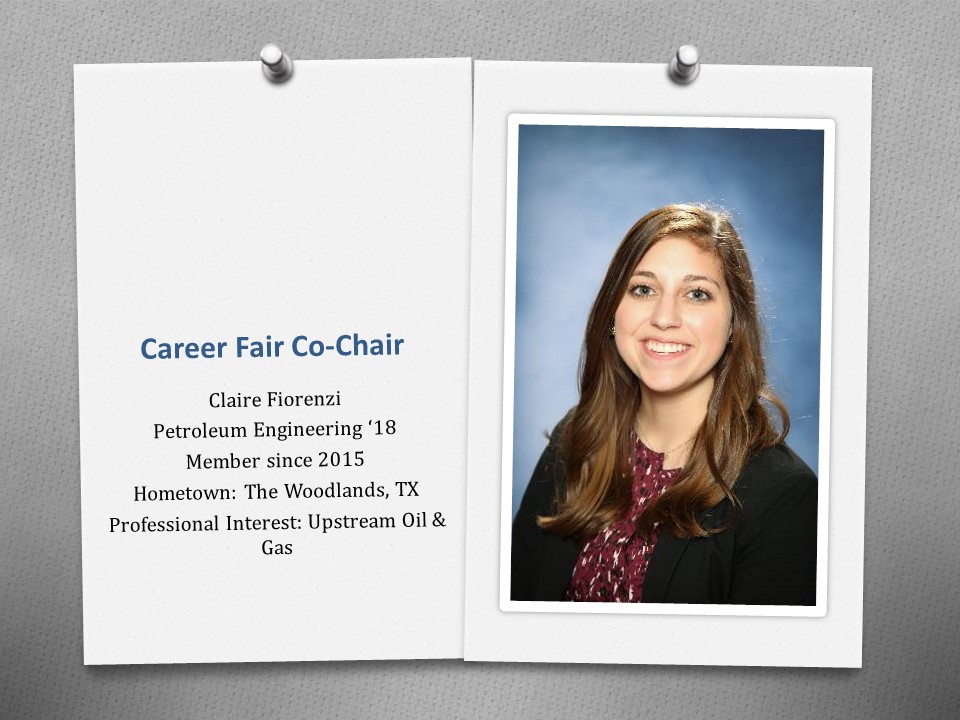 Career Fair Co-Chair
Claire Fiorenzi
Petroleum Engineering ‘18
Member since 2015
Hometown: The Woodlands, TX
Professional Interest: Upstream Oil &
Gas